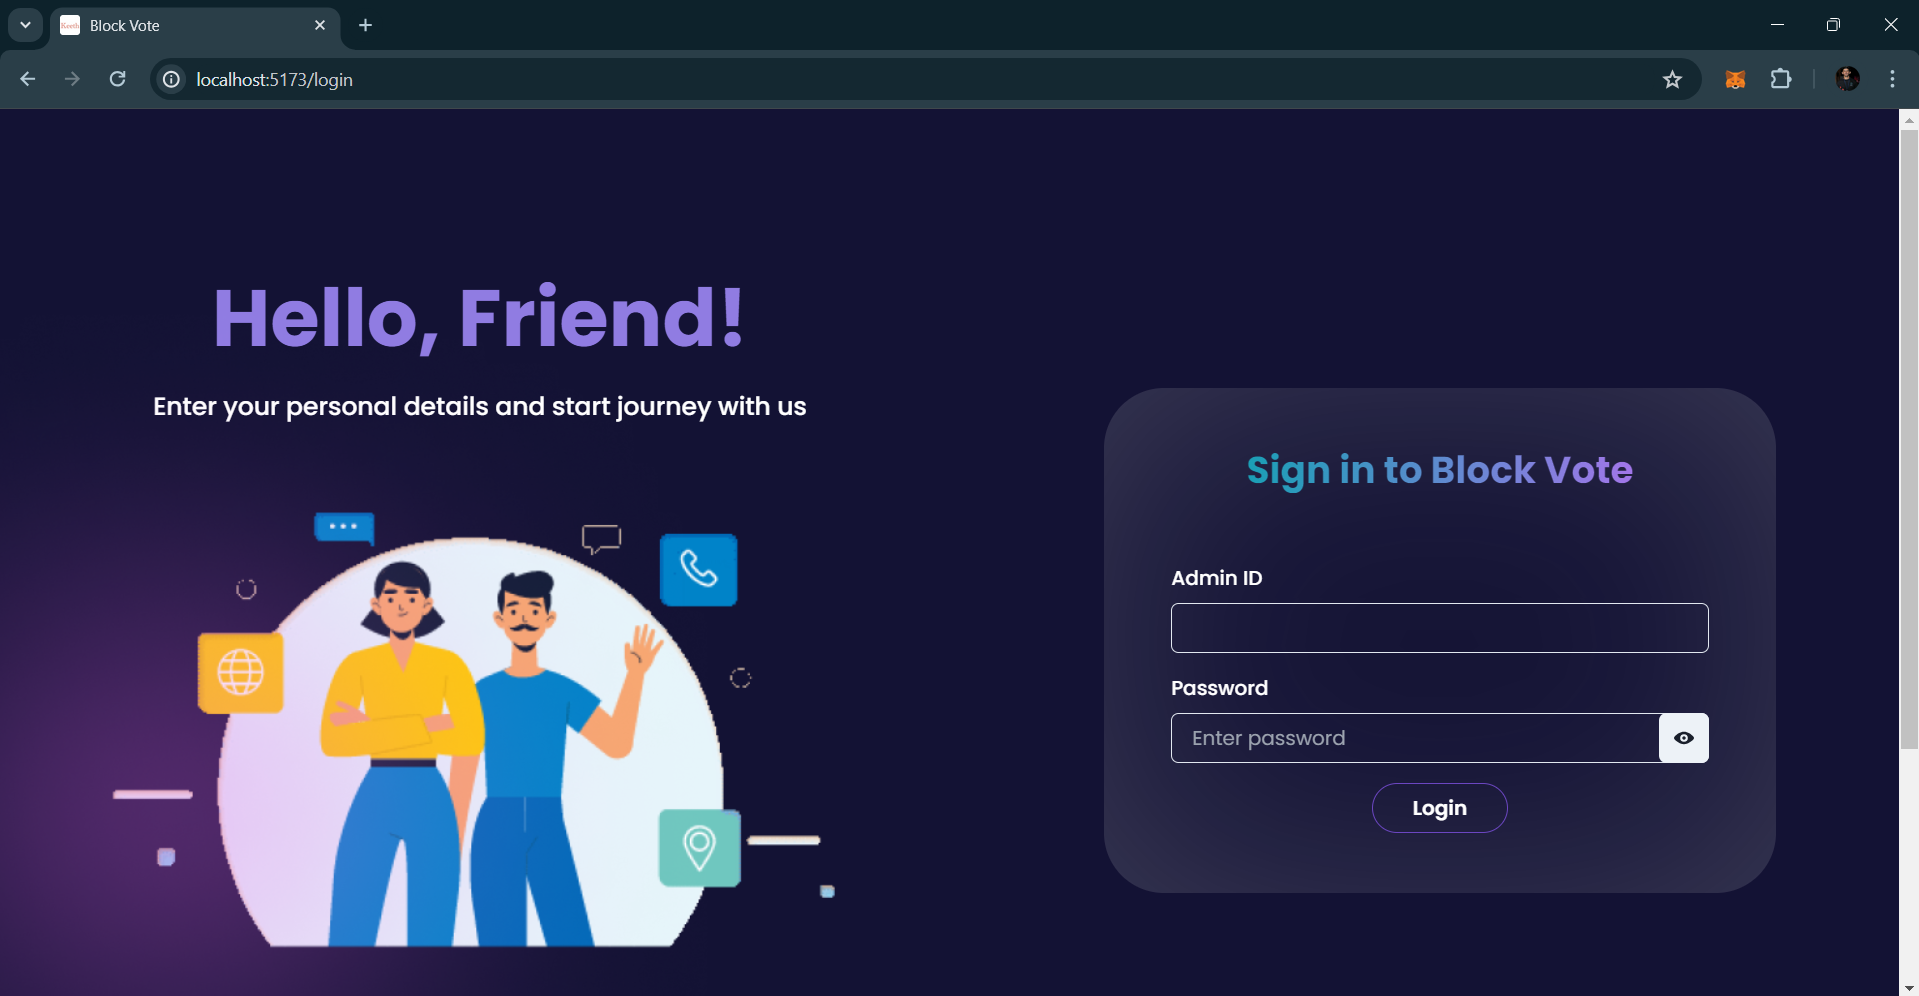 Block Vote
localhost:5173/login
Hello, Friend!
Enter your personal details and start journey with us
Sign in to Block Vote
Admin ID
Password
Enter password
Login